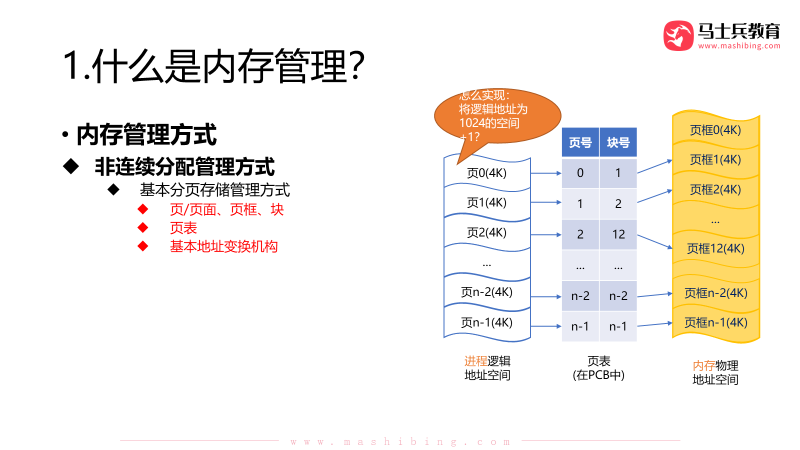 马士兵教育
www.mashibing.com
1.什么是内存管理？
• 内存管理方式
◆ 非连续分配管理方式
◆ 基本分页存储管理方式
◆ 页/页面、页框、块
◆ 页表
◆ 基本地址变换机构
怎么实现：
将逻辑地址为
1024的空间
+1?
页0(4K)
页1(4K)
页2(4K)
...
页n-2(4K)
页n-1(4K)
进程逻辑
地址空间
页号 块号
0 1
1 2
2 12
... ...
n-2 n-2
n-1 n-1
页表
(在PCB中)
页框0(4K)
页框1(4K)
页框2(4K)
...
页框12(4K)
页框n-2(4K)
页框n-1(4K)
内存物理
地址空间
www.mashibing.com